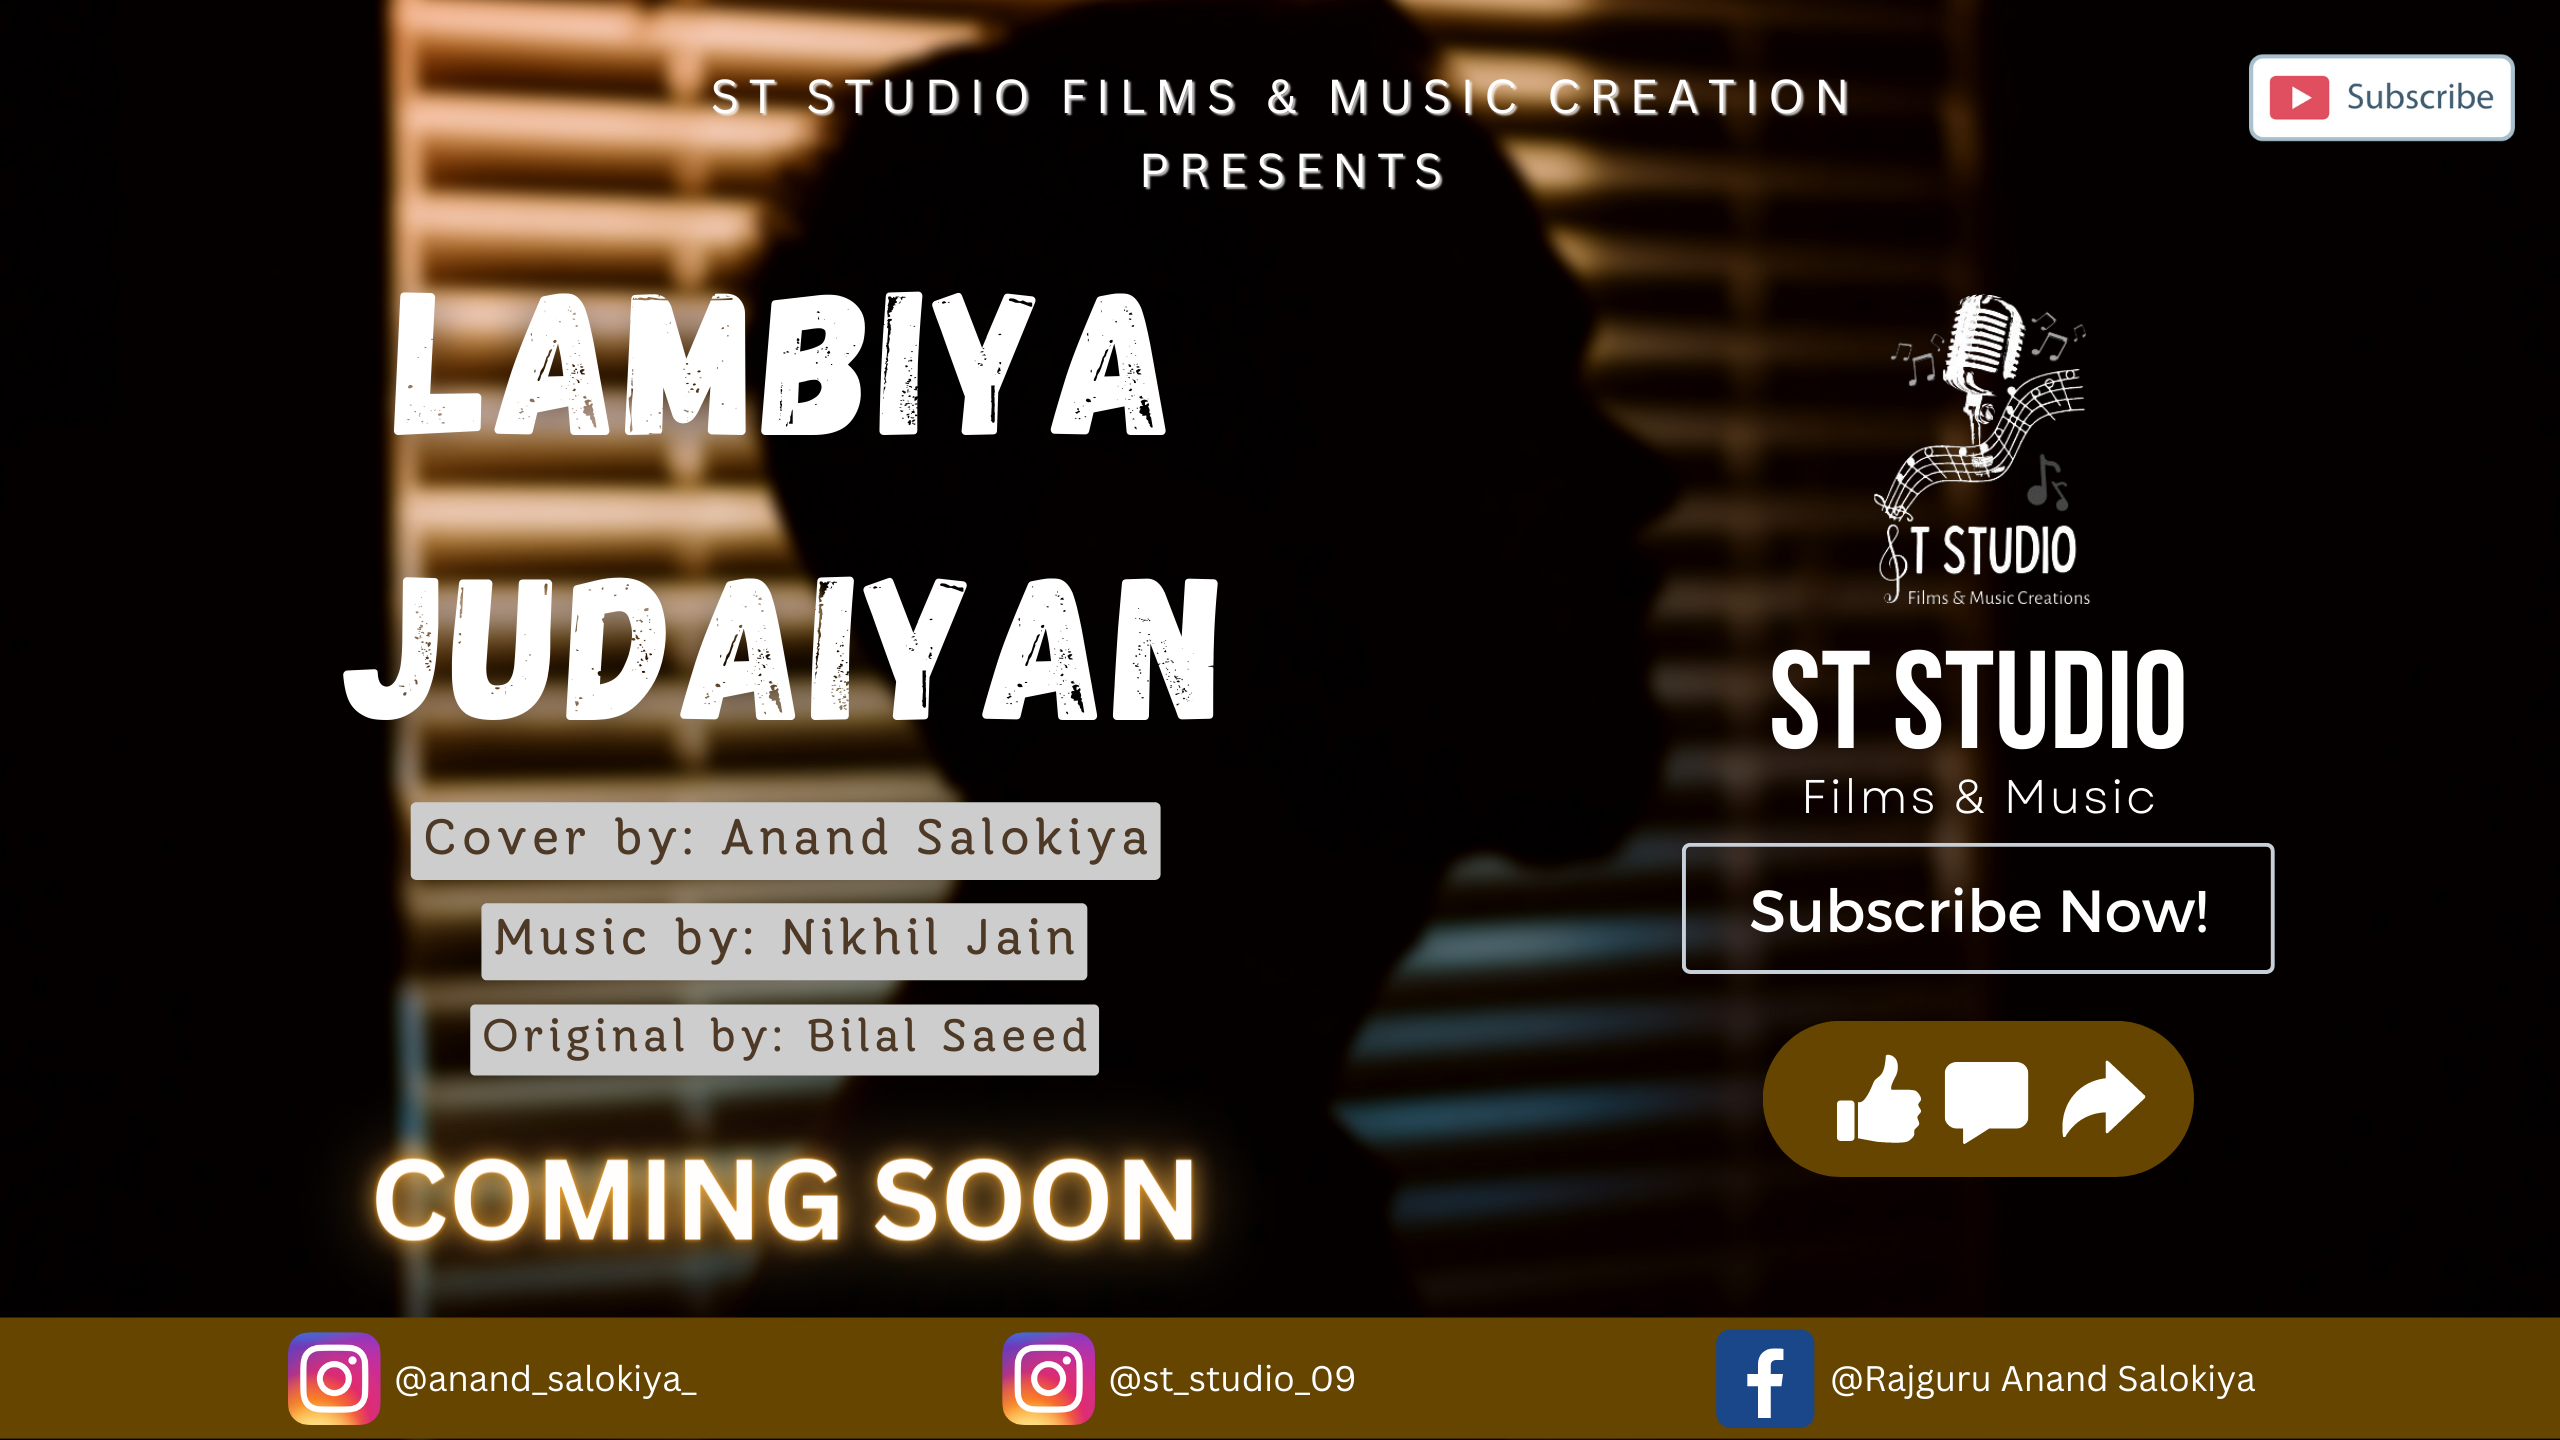 ST STUDIO FILMS & MUSIC CREATION
PRESENTS
Subscribe
LAMBIYA
JUDAIYAN
Cover by: Anand Salokiya
Music by: Nikhil Jain
Original by: Bilal Saeed
COMING SOON
ST STUDIO
Films & Music Creations
ST STUDIO
Films & Music
Subscribe Now!
@anand_salokiya_
@st_studio_09
@Rajguru Anand Salokiya